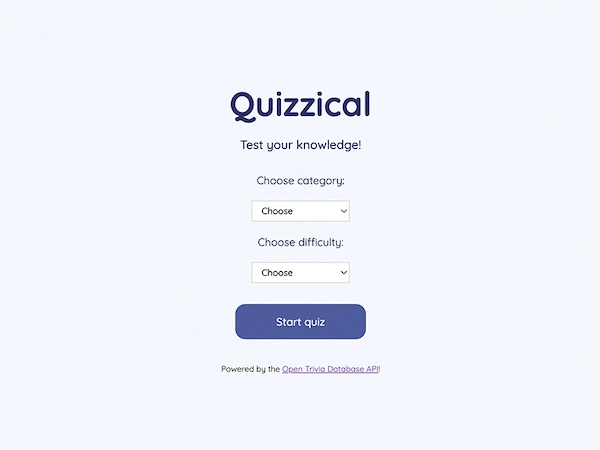 Quizzical
Test your knowledge!
Choose category:
Choose
Choose difficulty:
Choose
Start quiz
Powered by the Open Trivia Database API!